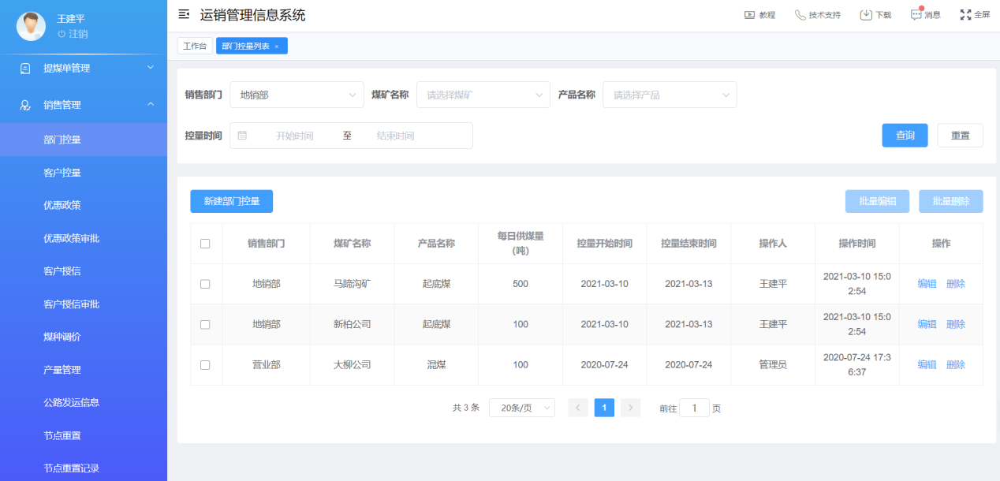 王建平
注销
提煤单管理
销售管理
部门控量
客户控量
优惠政策
优惠政策审批
客户授信
客户授信审批
煤种调价
产量管理
公路发运信息
节点重置
节点重置记录
运销管理信息系统
教程 技术支持 下载 消息 全屏
工作台 部门控量列表 ×
销售部门 地销部 煤矿名称 请选择煤矿 产品名称 请选择产品
控量时间 开始时间 至 结束时间 查询 重置
新建部门控量 批量编辑 批量删除
销售部门 煤矿名称 产品名称 每日供煤量（吨） 控量开始时间 控量结束时间 操作人 操作时间 操作
地销部 马蹄沟矿 起底煤 500 2021-03-10 2021-03-13 王建平 2021-03-10 15:02:54 编辑 删除
地销部 新柏公司 起底煤 100 2021-03-10 2021-03-13 王建平 2021-03-10 15:02:54 编辑 删除
营业部 大柳公司 混煤 100 2020-07-24 2020-07-24 管理员 2020-07-24 17:36:37 编辑 删除
共 3 条 20条/页 1 前往 1 页